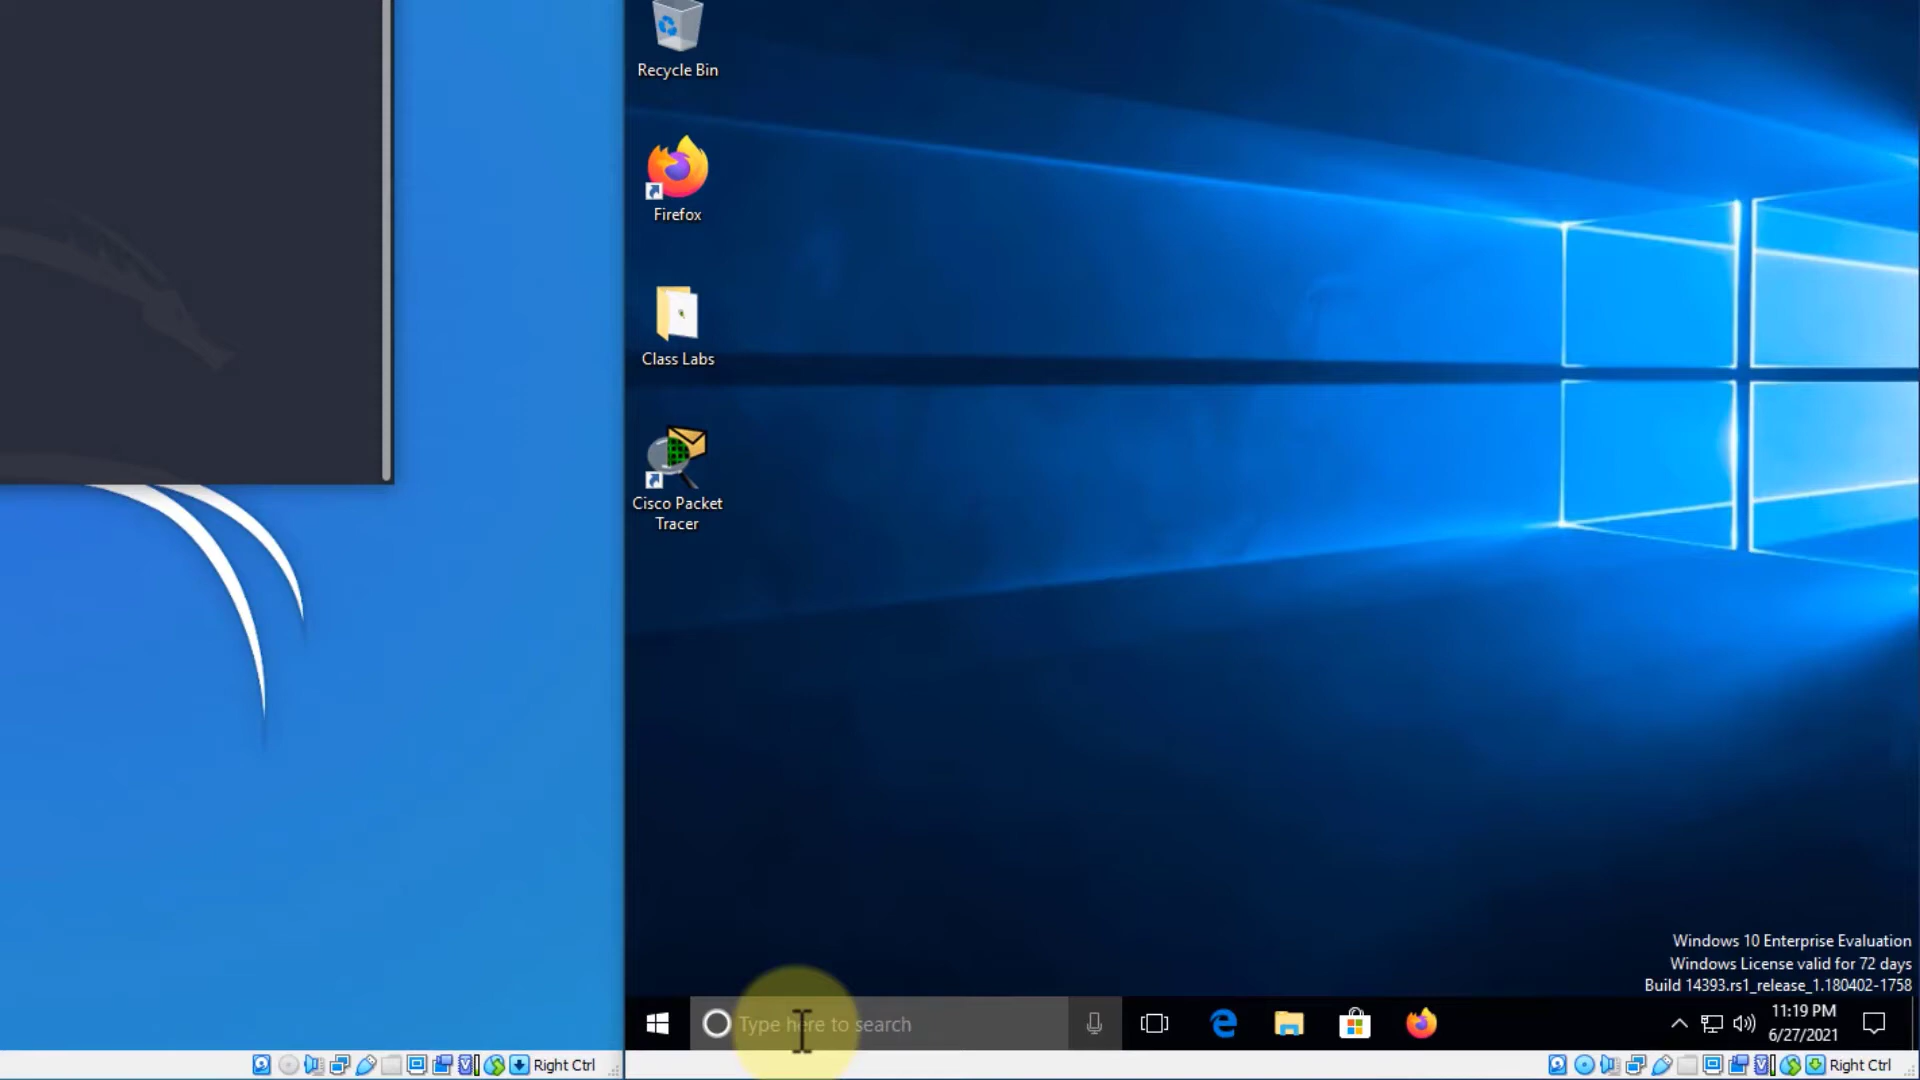 Recycle Bin
Firefox
Class Labs
Cisco Packet
Tracer
Windows 10 Enterprise Evaluation
Windows License valid for 72 days
Build 14393.rs1_release_1.180402-1758
Type here to search
11:19 PM
6/27/2021
Right Ctrl
Right Ctrl